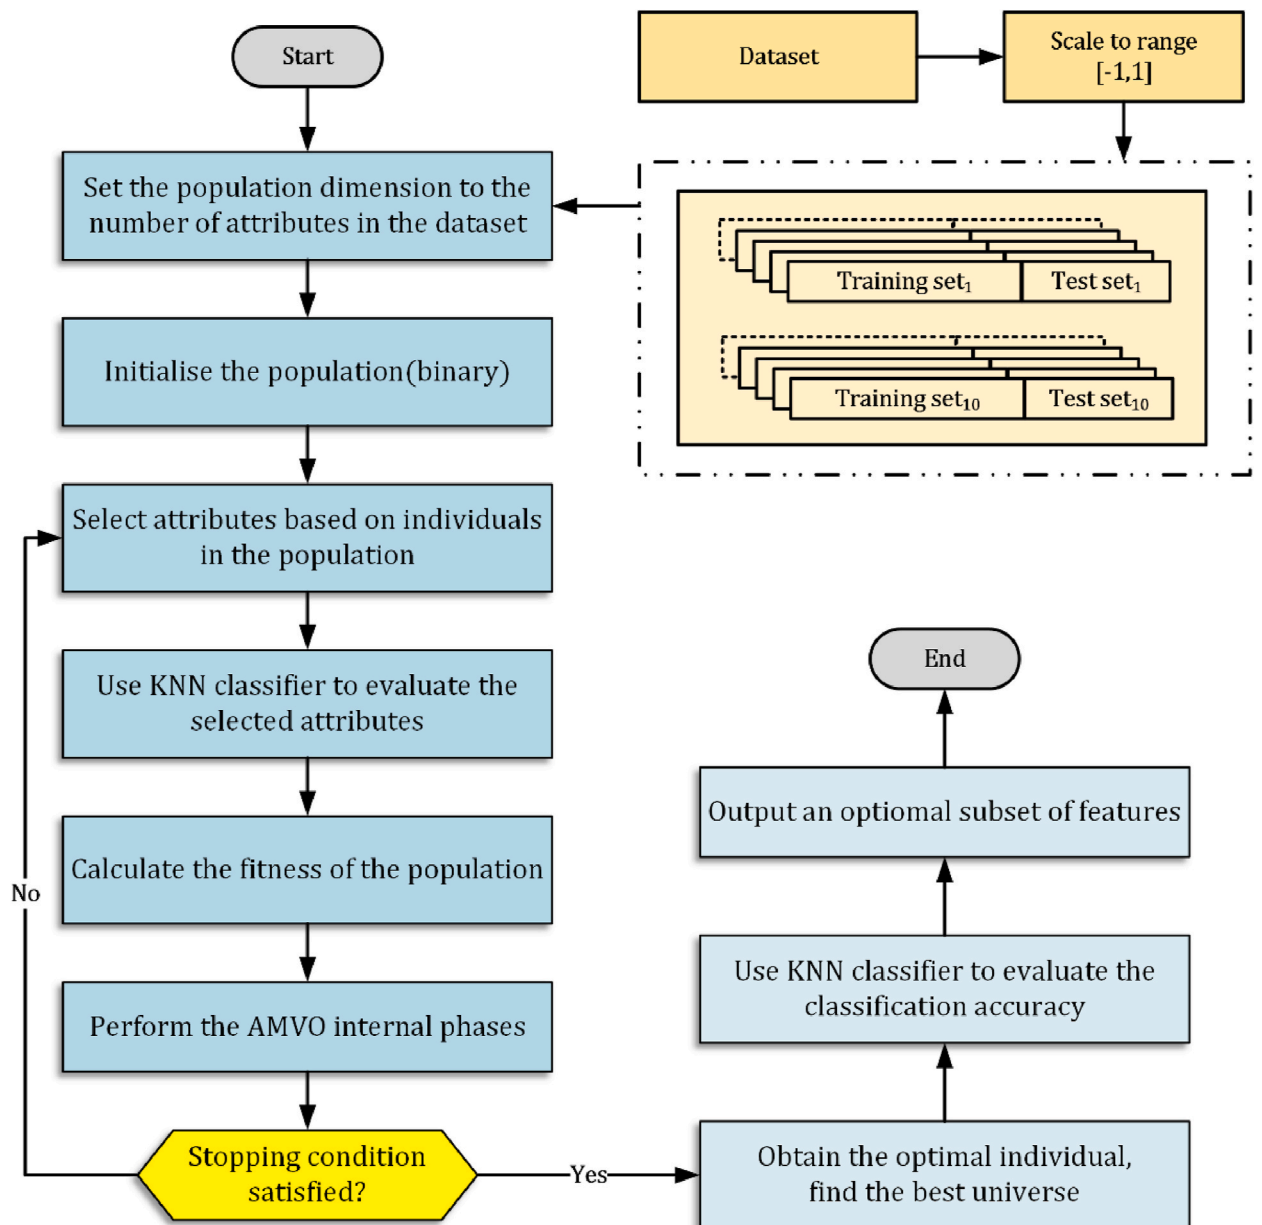 Start
Dataset
Scale to range
[-1,1]
Set the population dimension to the
number of attributes in the dataset
Training set₁
Test set₁
Training set₁₀
Test set₁₀
Initialise the population(binary)
Select attributes based on individuals
in the population
Use KNN classifier to evaluate the
selected attributes
Calculate the fitness of the population
No
Perform the AMVO internal phases
Stopping condition
satisfied?
Yes
Obtain the optimal individual,
find the best universe
Use KNN classifier to evaluate the
classification accuracy
Output an optiomal subset of features
End